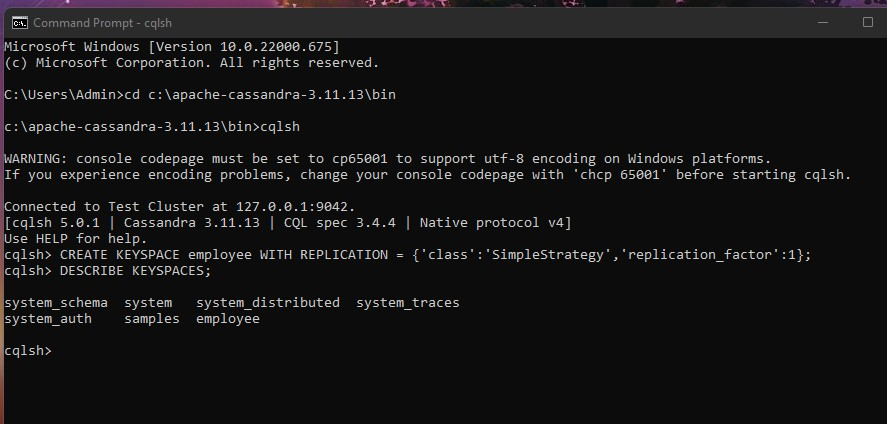 Command Prompt - cqlsh
Microsoft Windows [Version 10.0.22000.675]
(c) Microsoft Corporation. All rights reserved.
C:\Users\Admin>cd c:\apache-cassandra-3.11.13\bin
c:\apache-cassandra-3.11.13\bin>cqlsh
WARNING: console codepage must be set to cp65001 to support utf-8 encoding on Windows platforms.
If you experience encoding problems, change your console codepage with 'chcp 65001' before starting cqlsh.
Connected to Test Cluster at 127.0.0.1:9042.
[cqlsh 5.0.1 | Cassandra 3.11.13 | CQL spec 3.4.4 | Native protocol v4]
Use HELP for help.
cqlsh> CREATE KEYSPACE employee WITH REPLICATION = {'class':'SimpleStrategy','replication_factor':1};
cqlsh> DESCRIBE KEYSPACES;
system_schema  system   system_distributed  system_traces
system_auth    samples  employee
cqlsh>